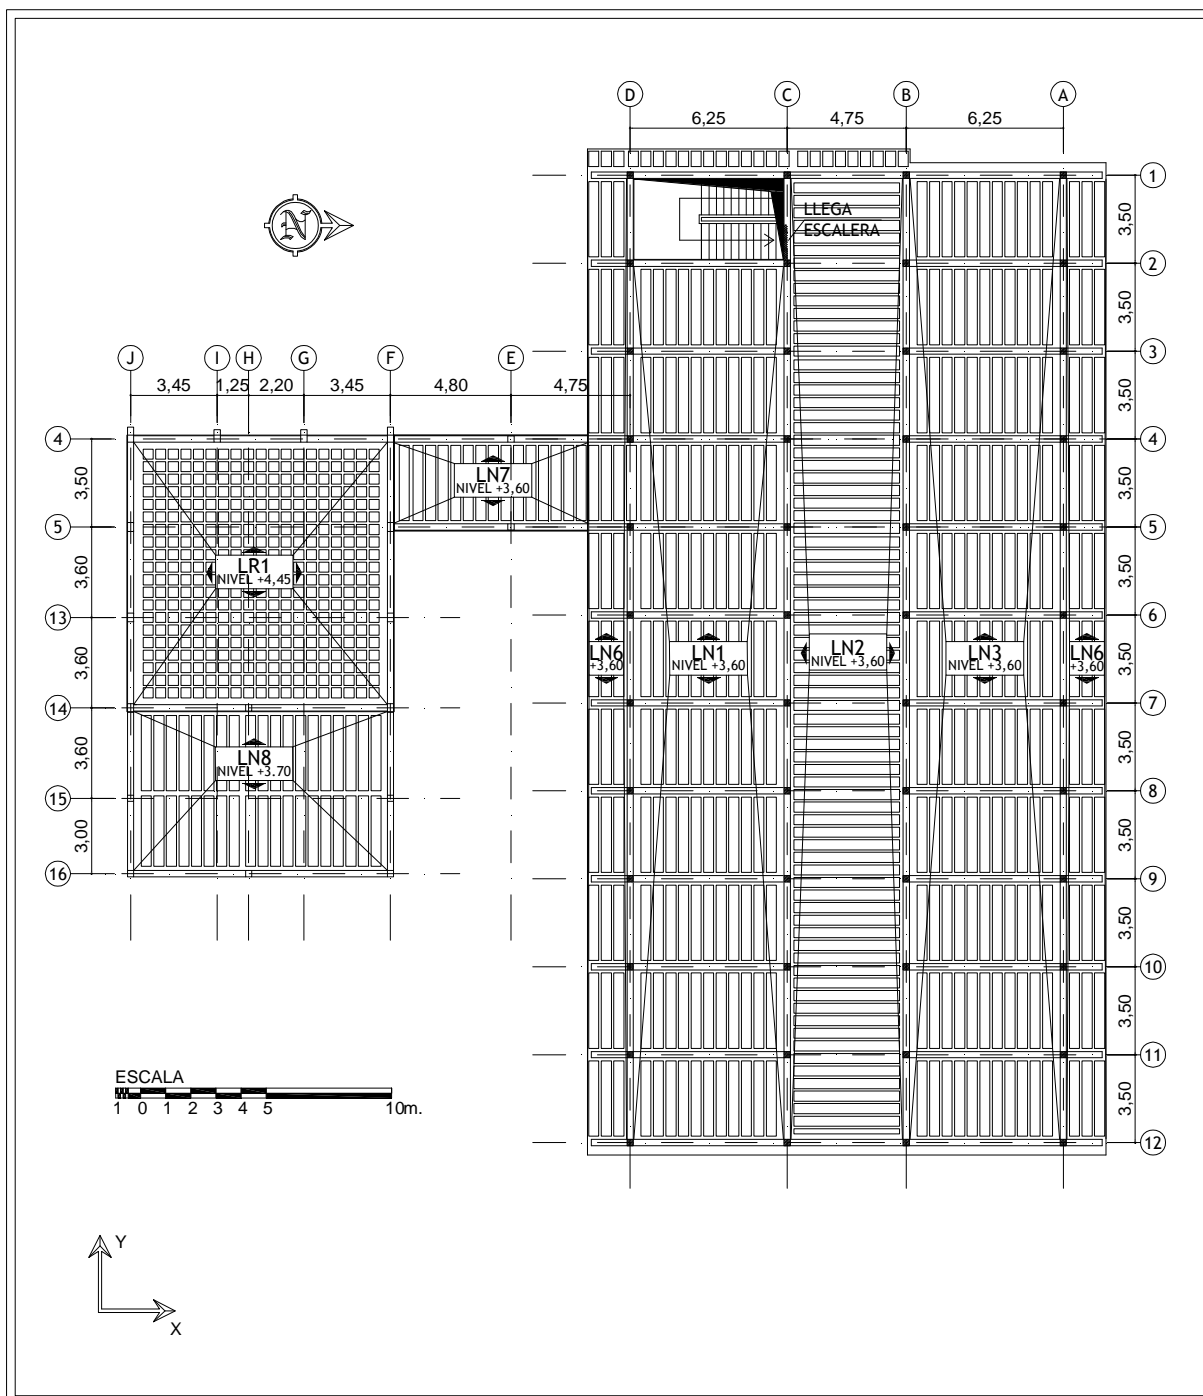 D C B A
6,25 4,75 6,25
1
3,50
LLEGA
ESCALERA
N
2
3,50
J I H G F E
3
3,45 1,25 2,20 3,45 4,80 4,75
3,50
4 4
3,50 LN7
NIVEL +3,60
3,50
5 5
3,60 LR1
NIVEL +4,45
3,50
13 6
3,60 LN6 LN1 LN2 LN3 LN6
+3,60 NIVEL +3,60 NIVEL +3,60 NIVEL +3,60 +3,60
3,50
14 7
3,60 LN8
NIVEL +3.70
3,50
15 8
3,00
3,50
16 9
3,50
10
3,50
11
ESCALA
1 0 1 2 3 4 5 10m.
3,50
12
Y
X